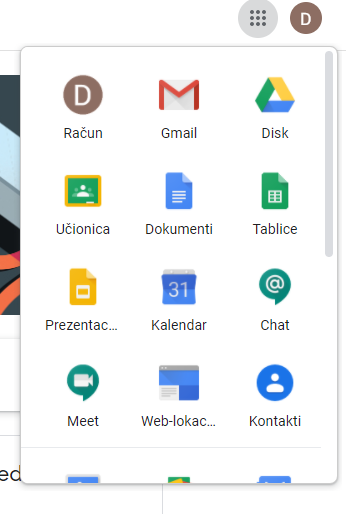 D
D
Račun Gmail Disk
Učionica Dokumenti Tablice
31 @
Prezentac... Kalendar Chat
Meet Web-lokac... Kontakti
ed